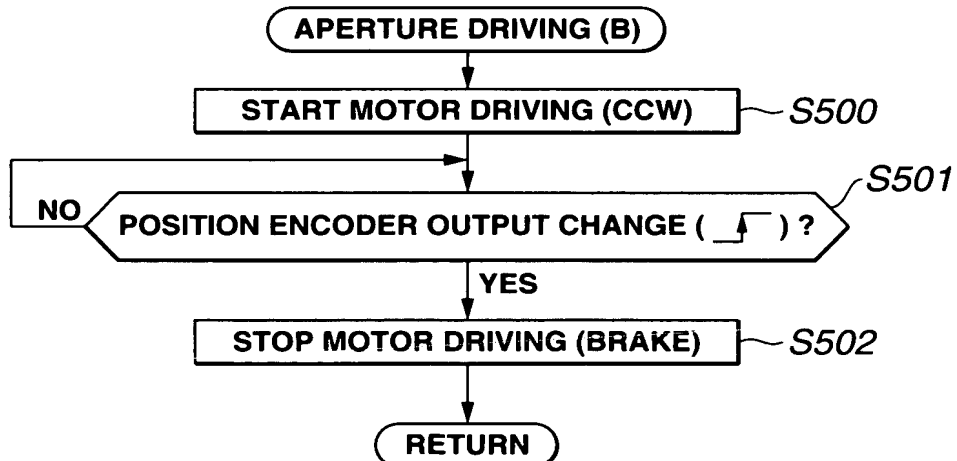 APERTURE DRIVING (B)
START MOTOR DRIVING (CCW)
S500
S501
NO
POSITION ENCODER OUTPUT CHANGE ( ) ?
YES
STOP MOTOR DRIVING (BRAKE)
S502
RETURN